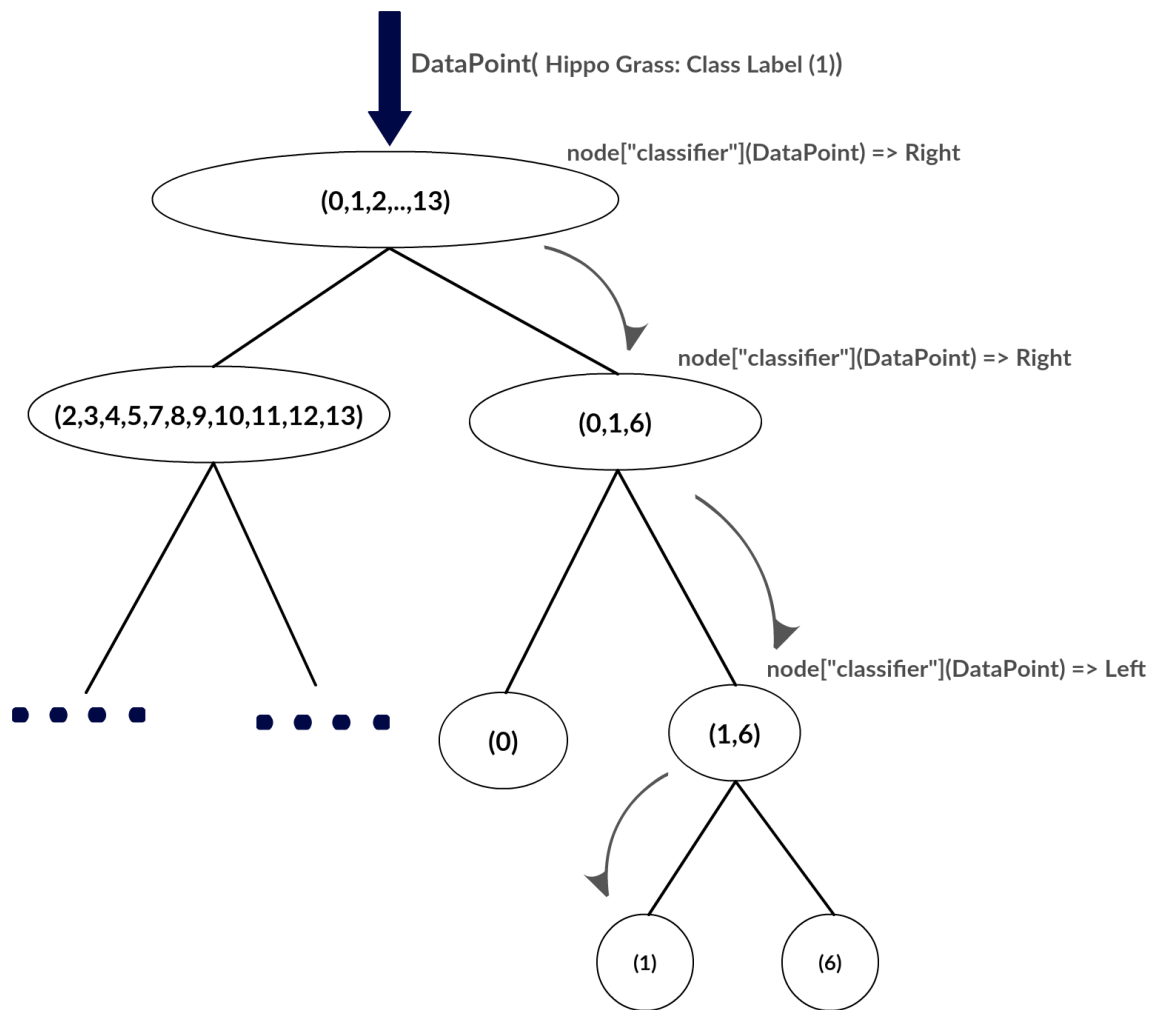 DataPoint( Hippo Grass: Class Label (1))
node["classifier"](DataPoint) => Right
(0,1,2,..,13)
node["classifier"](DataPoint) => Right
(2,3,4,5,7,8,9,10,11,12,13)
(0,1,6)
node["classifier"](DataPoint) => Left
(0)
(1,6)
(1)
(6)